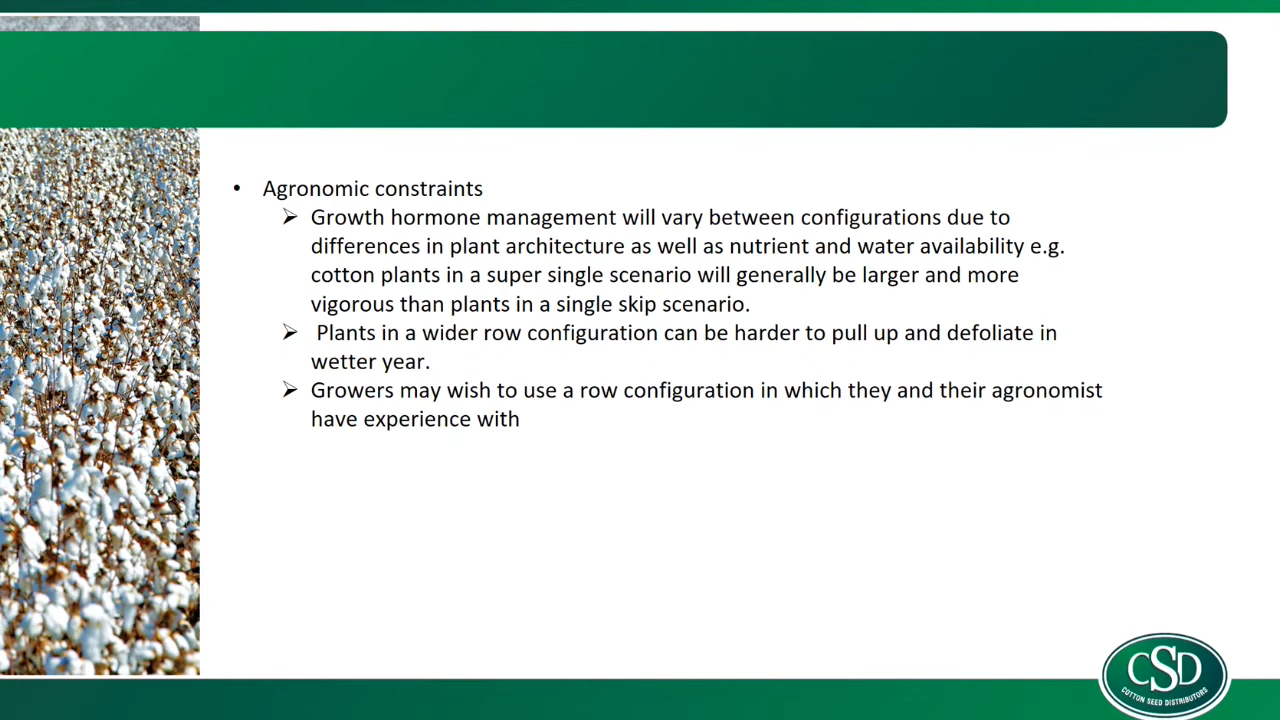 • Agronomic constraints
➢ Growth hormone management will vary between configurations due to
differences in plant architecture as well as nutrient and water availability e.g.
cotton plants in a super single scenario will generally be larger and more
vigorous than plants in a single skip scenario.
➢ Plants in a wider row configuration can be harder to pull up and defoliate in
wetter year.
➢ Growers may wish to use a row configuration in which they and their agronomist
have experience with
CSD
COTTON SEED DISTRIBUTORS